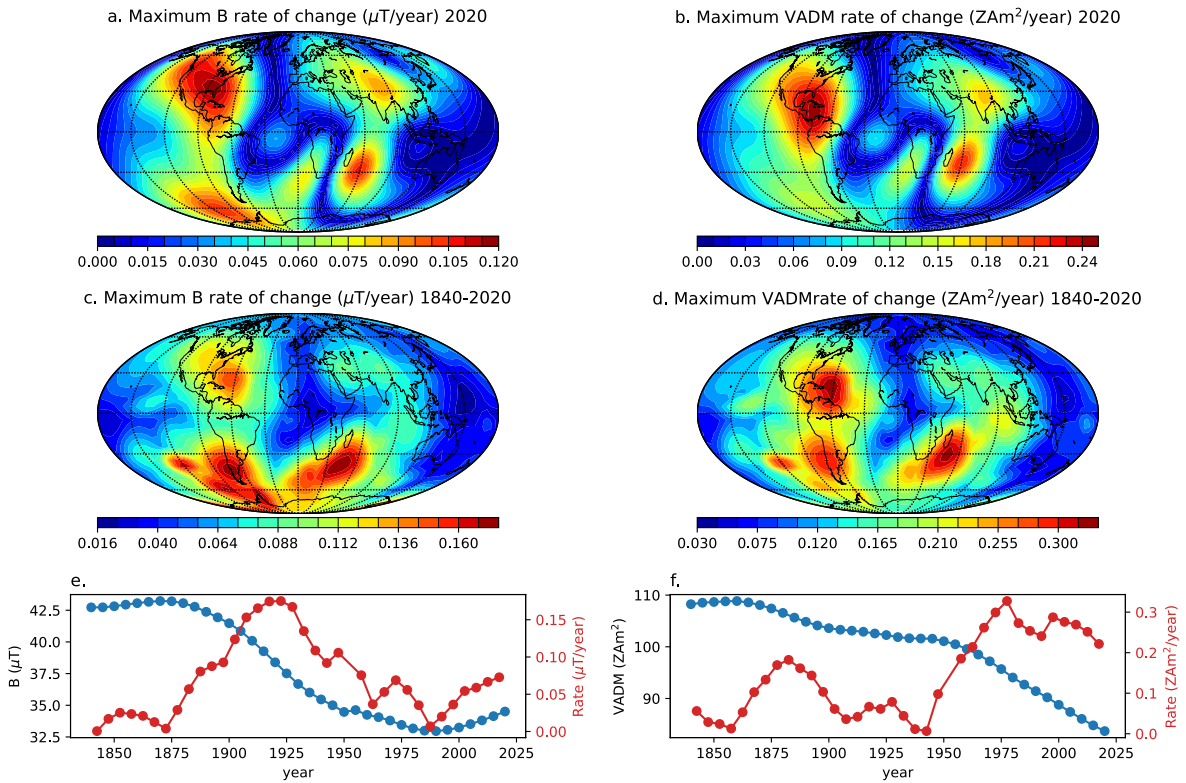 a. Maximum B rate of change (μT/year) 2020
b. Maximum VADM rate of change (ZAm²/year) 2020
0.000 0.015 0.030 0.045 0.060 0.075 0.090 0.105 0.120
0.00 0.03 0.06 0.09 0.12 0.15 0.18 0.21 0.24
c. Maximum B rate of change (μT/year) 1840-2020
d. Maximum VADMrate of change (ZAm²/year) 1840-2020
0.016 0.040 0.064 0.088 0.112 0.136 0.160
0.030 0.075 0.120 0.165 0.210 0.255 0.300
e.
42.5
40.0
37.5
35.0
32.5
B (μT)
0.15
0.10
0.05
0.00
Rate (μT/year)
1850 1875 1900 1925 1950 1975 2000 2025
year
f.
110
100
90
VADM (ZAm²)
0.3
0.2
0.1
0.0
Rate (ZAm²/year)
1850 1875 1900 1925 1950 1975 2000 2025
year